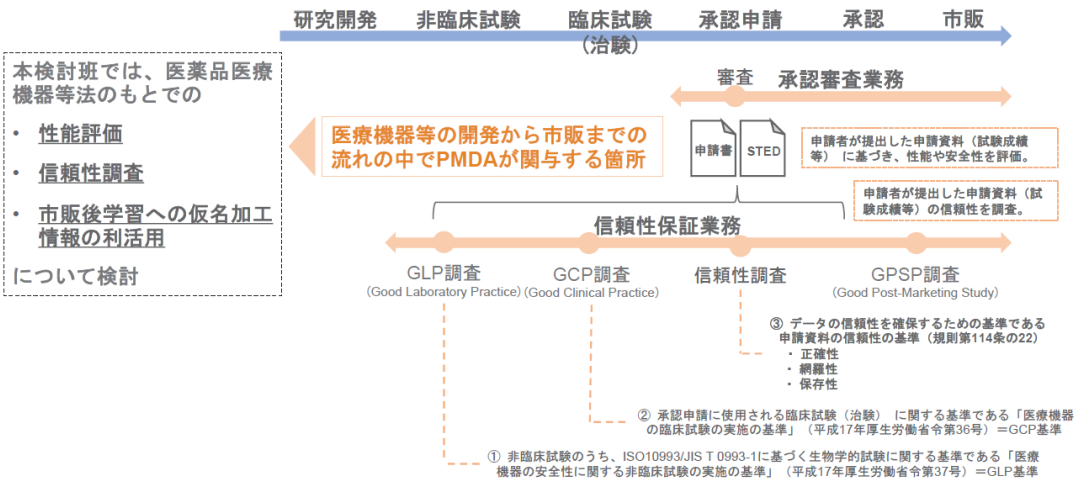 研究開発 非臨床試験 臨床試験 承認申請 承認 市販
（治験）
本検討班では、医薬品医療
機器等法のもとでの
・ 性能評価
・ 信頼性調査
・ 市販後学習への仮名加工
情報の利活用
について検討
医療機器等の開発から市販までの
流れの中でPMDAが関与する箇所
審査
承認審査業務
申請書
STED
申請者が提出した申請資料（試験成績
等） に基づき、性能や安全性を評価。
申請者が提出した申請資料（試
験成績等）の信頼性を調査。
信頼性保証業務
GLP調査
（Good Laboratory Practice）
GCP調査
（Good Clinical Practice）
信頼性調査
GPSP調査
（Good Post-Marketing Study）
③ データの信頼性を確保するための基準である
申請資料の信頼性の基準（規則第114条の22）
・ 正確性
・ 網羅性
・ 保存性
② 承認申請に使用される臨床試験（治験） に関する基準である「医療機器
の臨床試験の実施の基準」（平成17年厚生労働省令第36号）＝GCP基準
① 非臨床試験のうち、ISO10993/JIS T 0993-1に基づく生物学的試験に関する基準である「医療
機器の安全性に関する非臨床試験の実施の基準」（平成17年厚生労働省令第37号）＝GLP基準